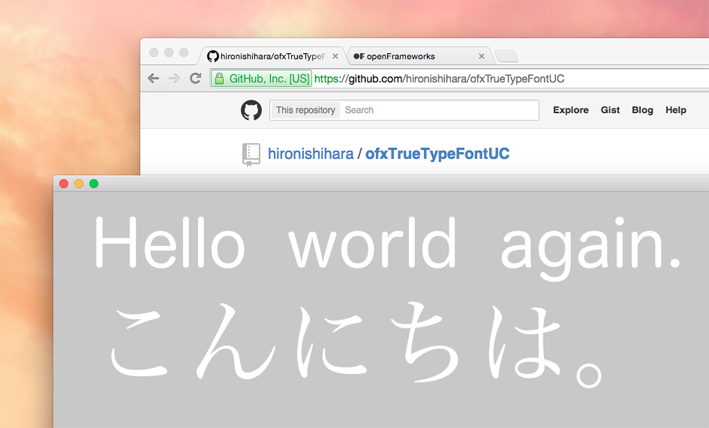 hironishihara/ofxTrueTypeF
openFrameworks
GitHub, Inc. [US] https://github.com/hironishihara/ofxTrueTypeFontUC
This repository Search
Explore Gist Blog Help
hironishihara / ofxTrueTypeFontUC
Hello world again.
こんにちは。